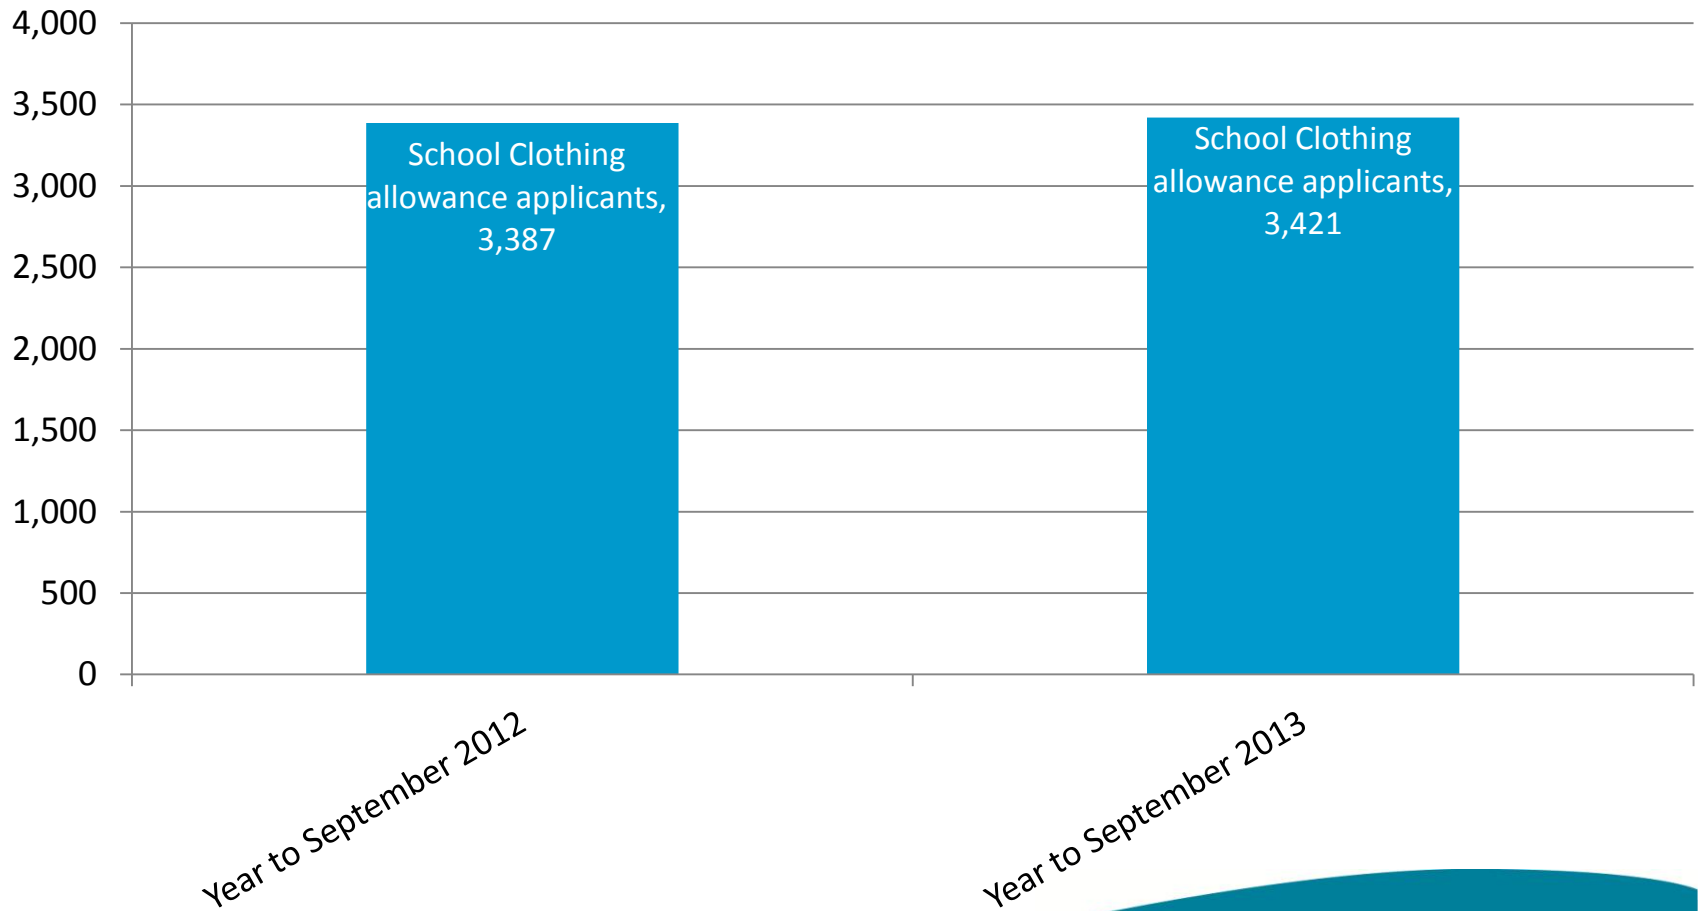 4,000
3,500
3,000
2,500
2,000
1,500
1,000
500
0
School Clothing
allowance applicants,
3,387
School Clothing
allowance applicants,
3,421
Year to September 2012
Year to September 2013